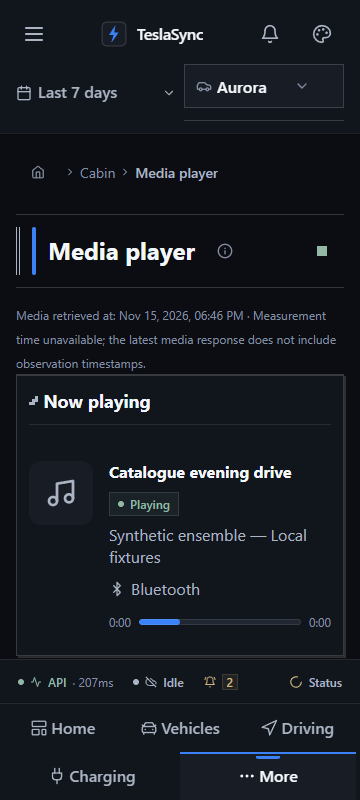 TeslaSync
Last 7 days
Aurora
Cabin
Media player
Media player
Media retrieved at: Nov 15, 2026, 06:46 PM · Measurement
time unavailable; the latest media response does not include
observation timestamps.
Now playing
Catalogue evening drive
Playing
Synthetic ensemble — Local
fixtures
Bluetooth
0:00 0:00
API · 207ms Idle 2 Status
Home Vehicles Driving
Charging More